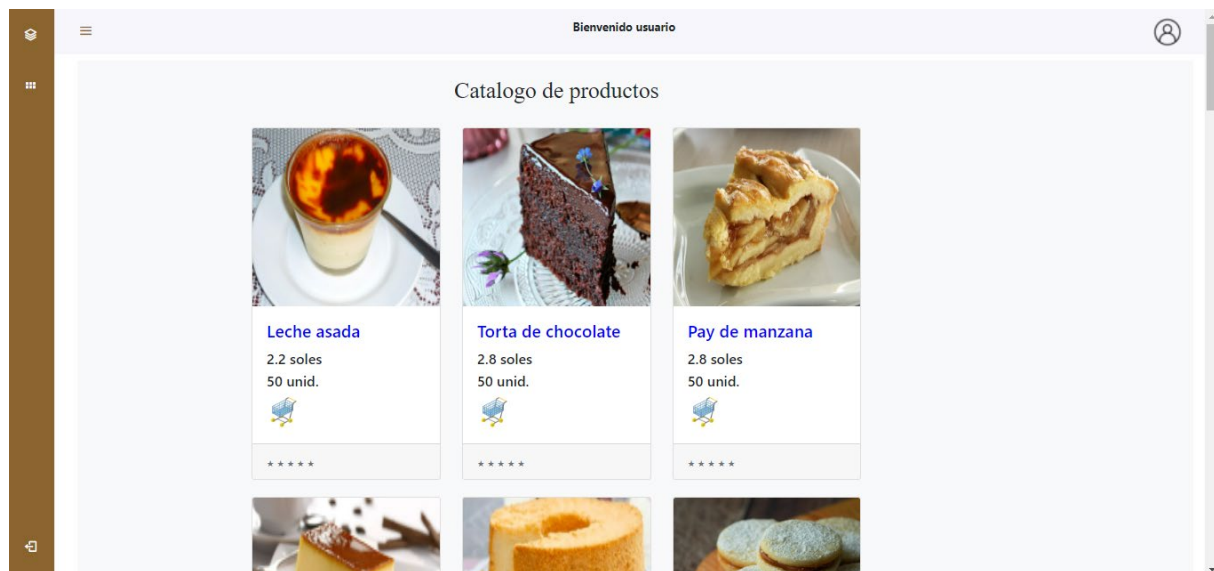 Bienvenido usuario
Catalogo de productos
Leche asada
2.2 soles
50 unid.
Torta de chocolate
2.8 soles
50 unid.
Pay de manzana
2.8 soles
50 unid.